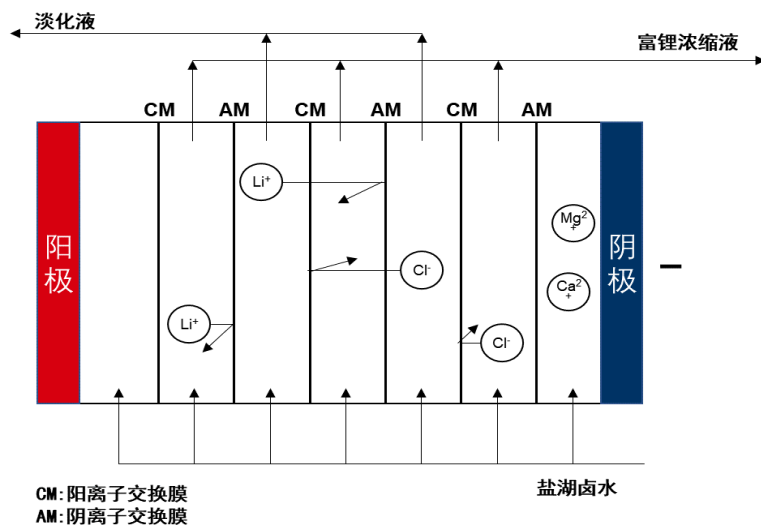 淡化液
富锂浓缩液
CM AM CM AM CM AM
阳极
Li⁺
Li⁺
Cl⁻
Cl⁻
Mg²⁺
Ca²⁺
阴极
盐湖卤水
CM:阳离子交换膜
AM:阴离子交换膜